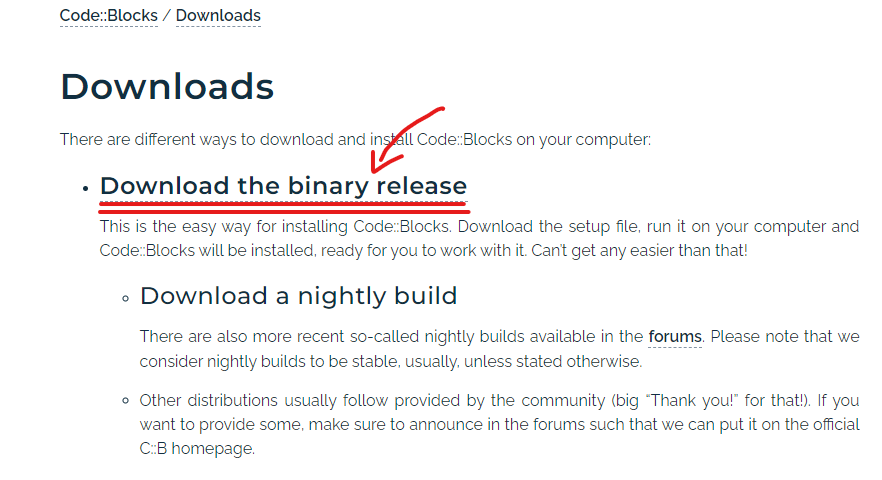 Code::Blocks / Downloads
Downloads
There are different ways to download and install Code::Blocks on your computer:
• Download the binary release
This is the easy way for installing Code::Blocks. Download the setup file, run it on your computer and
Code::Blocks will be installed, ready for you to work with it. Can’t get any easier than that!
◦ Download a nightly build
There are also more recent so-called nightly builds available in the forums. Please note that we
consider nightly builds to be stable, usually, unless stated otherwise.
◦ Other distributions usually follow provided by the community (big “Thank you!” for that!). If you
want to provide some, make sure to announce in the forums such that we can put it on the official
C::B homepage.